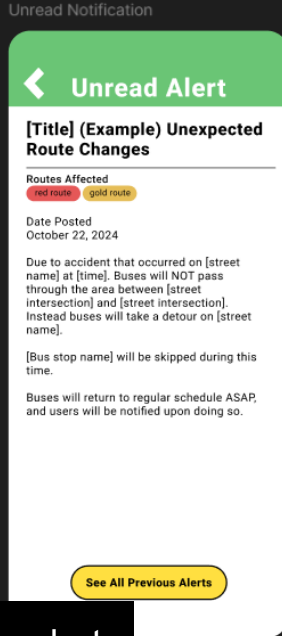 Unread Notification
Unread Alert
[Title] (Example) Unexpected
Route Changes
Routes Affected
red route gold route
Date Posted
October 22, 2024
Due to accident that occurred on [street
name] at [time]. Buses will NOT pass
through the area between [street
intersection] and [street intersection].
Instead buses will take a detour on [street
name].
[Bus stop name] will be skipped during this
time.
Buses will return to regular schedule ASAP,
and users will be notified upon doing so.
See All Previous Alerts